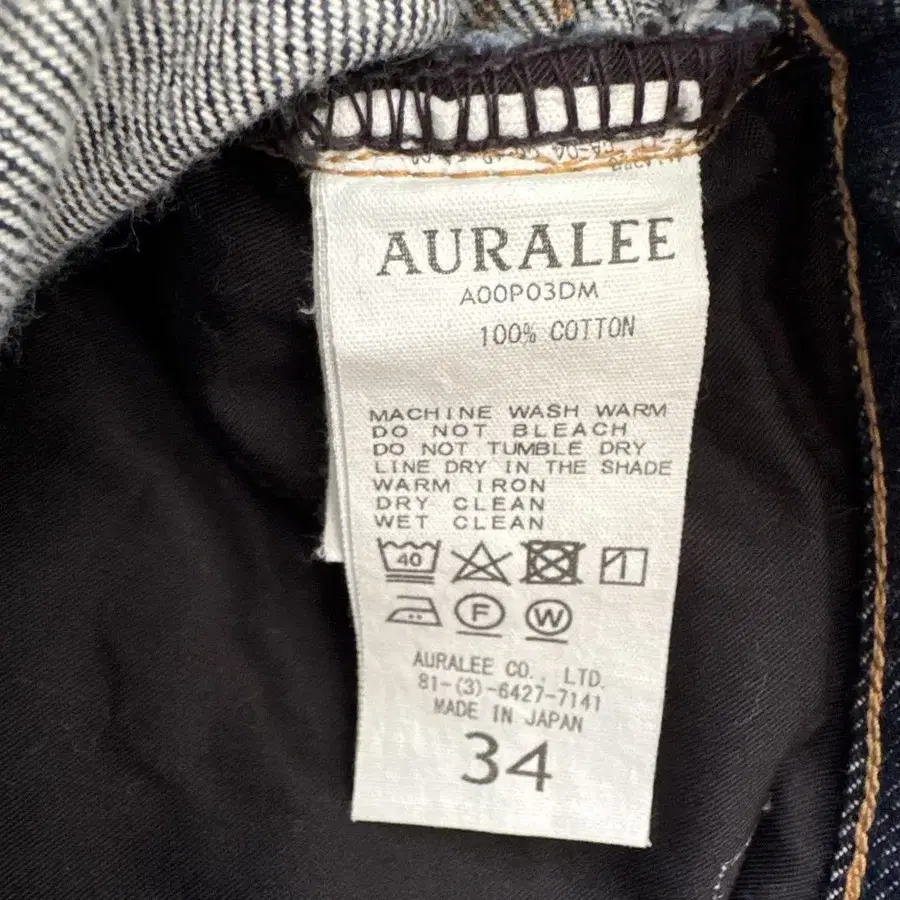 AURALEE
A00P03DM
100% COTTON
MACHINE WASH WARM
DO NOT BLEACH
DO NOT TUMBLE DRY
LINE DRY IN THE SHADE
WARM IRON
DRY CLEAN
WET CLEAN
40
F
W
AURALEE CO., LTD.
81-(3)-6427-7141
MADE IN JAPAN
34